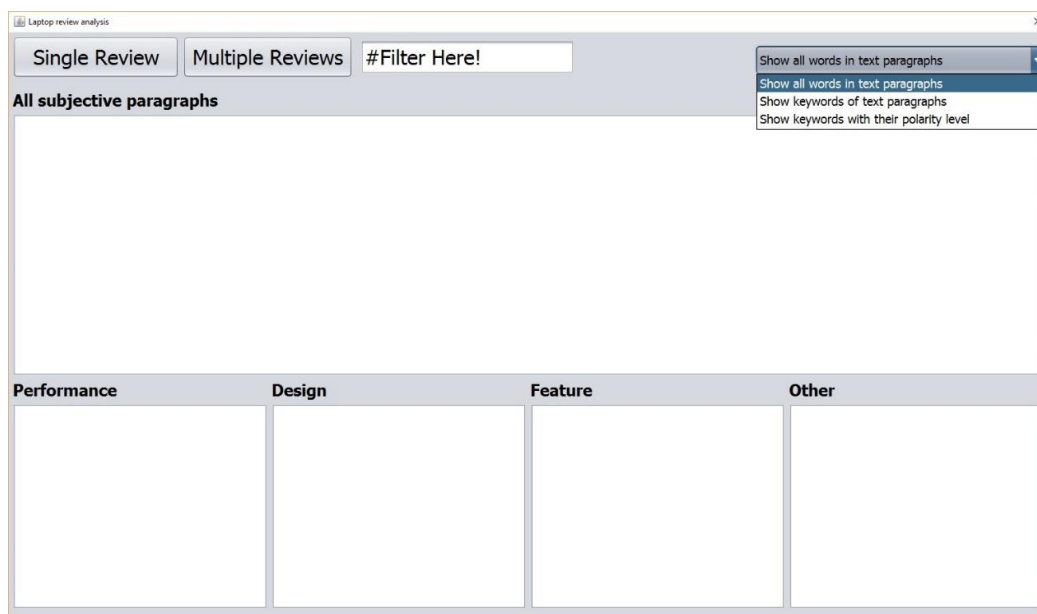 Laptop review analysis
Single Review Multiple Reviews #Filter Here! Show all words in text paragraphs
Show all words in text paragraphs
Show keywords of text paragraphs
Show keywords with their polarity level
All subjective paragraphs
Performance Design Feature Other